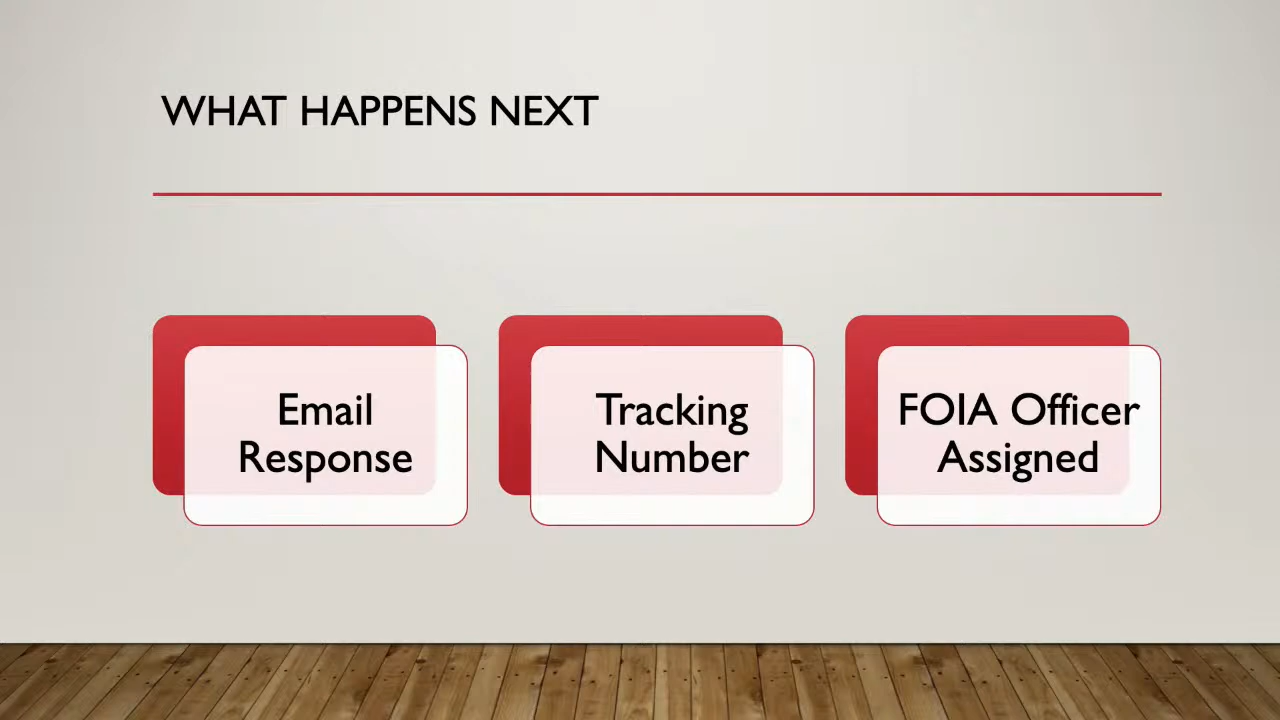 WHAT HAPPENS NEXT
Email
Response
Tracking
Number
FOIA Officer
Assigned